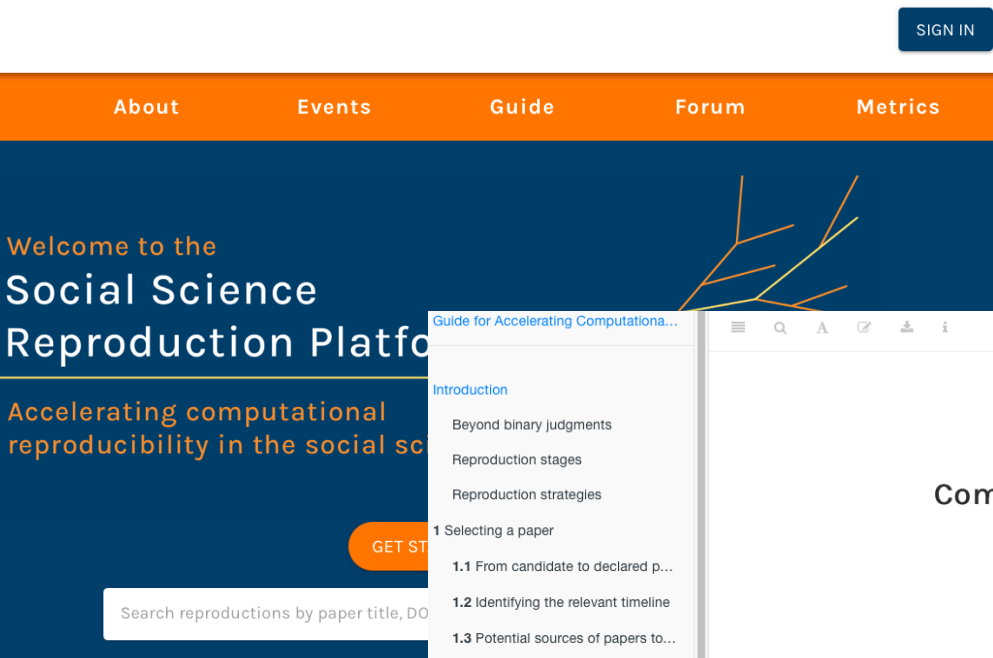 SIGN IN
About Events Guide Forum Metrics
Welcome to the
Social Science
Reproduction Platfo
Accelerating computational
reproducibility in the social sci
GET ST
Search reproductions by paper title, DO
Guide for Accelerating Computationa...
Introduction
Beyond binary judgments
Reproduction stages
Reproduction strategies
1 Selecting a paper
1.1 From candidate to declared p...
1.2 Identifying the relevant timeline
1.3 Potential sources of papers to...
A
i
Com